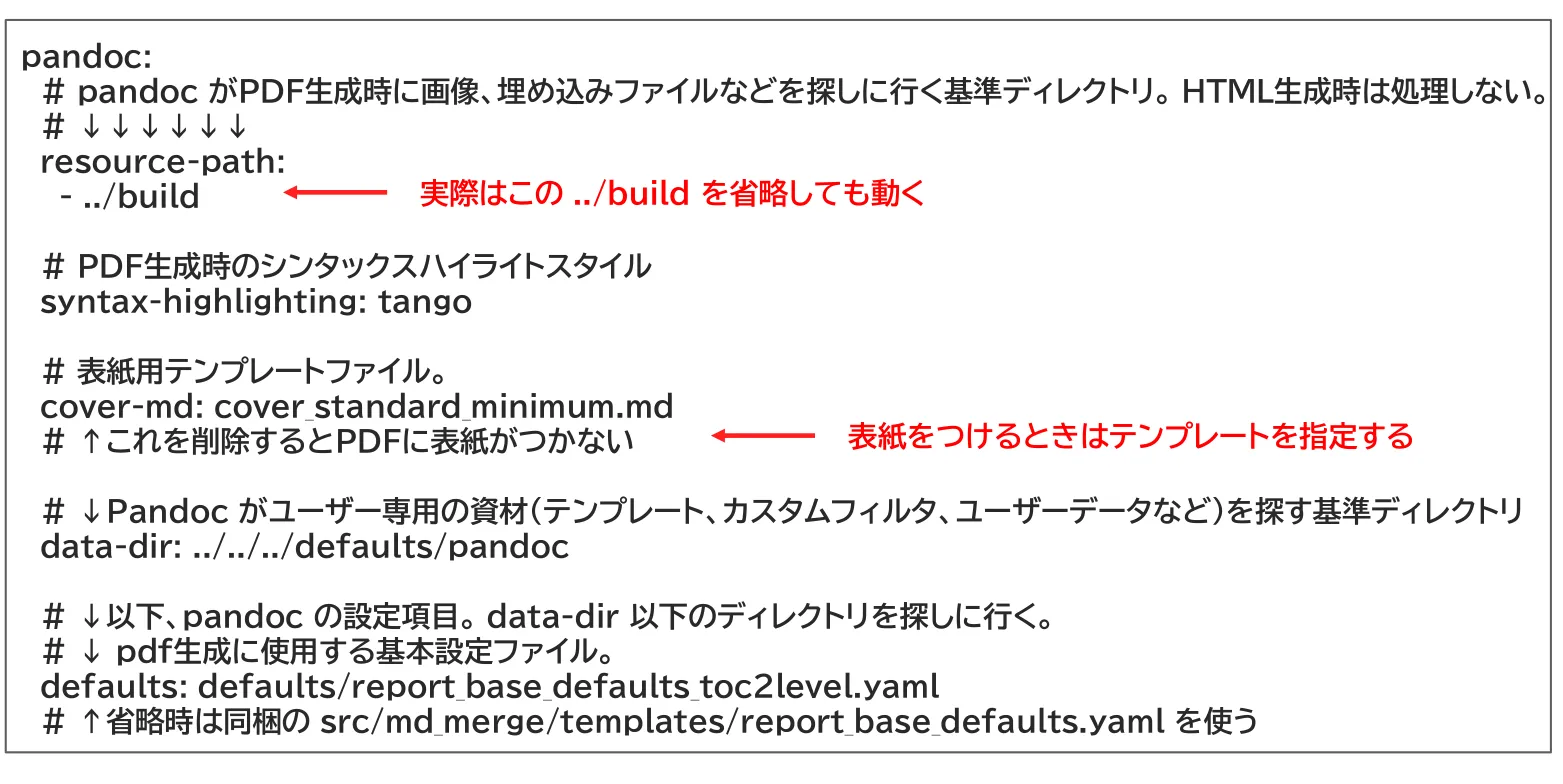 pandoc:
# pandoc がPDF生成時に画像、埋め込みファイルなどを探しに行く基準ディレクトリ。HTML生成時は処理しない。
# ↓↓↓↓↓↓
resource-path:
- ../build
実際はこの ../build を省略しても動く
# PDF生成時のシンタックスハイライトスタイル
syntax-highlighting: tango
# 表紙用テンプレートファイル。
cover-md: cover_standard_minimum.md
# ↑これを削除するとPDFに表紙がつかない
表紙をつけるときはテンプレートを指定する
# ↓Pandoc がユーザー専用の資材(テンプレート、カスタムフィルタ、ユーザーデータなど)を探す基準ディレクトリ
data-dir: ../../../defaults/pandoc
# ↓以下、pandoc の設定項目。data-dir 以下のディレクトリを探しに行く。
# ↓ pdf生成に使用する基本設定ファイル。
defaults: defaults/report_base_defaults_toc2level.yaml
# ↑省略時は同梱の src/md_merge/templates/report_base_defaults.yaml を使う